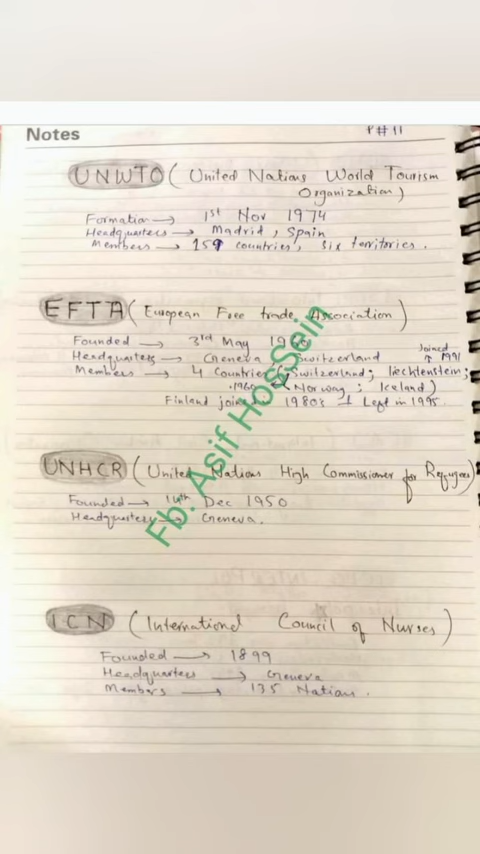 Notes
P#11
UNWTO (United Nations World Tourism
Organization)
Formation → 1st Nov 1974
Headquarters → Madrid, Spain
Members → 159 countries, six territories.
EFTA (European Free trade Association)
Founded → 3rd May 1960
Joined
Headquarters → Geneva, Switzerland ↑ 1991
Members → 4 Countries (Switzerland; Liechtenstein;
1960 Norway; Iceland)
Finland joined 1980s Left in 1995.
UNHCR (United Nations High Commissioner for Refugees)
Founded → 14th Dec 1950
Headquarters → Geneva.
ICN (International Council of Nurses)
Founded → 1899
Headquarters → Geneva
Members → 135 Nations.
Fb: Asif HosSein